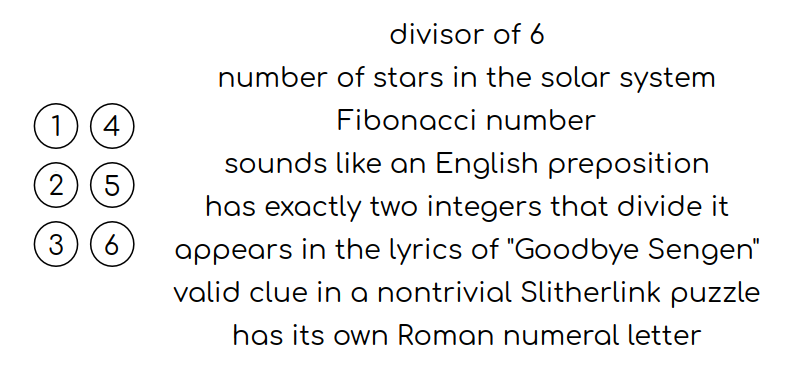 divisor of 6
number of stars in the solar system
Fibonacci number
sounds like an English preposition
has exactly two integers that divide it
appears in the lyrics of "Goodbye Sengen"
valid clue in a nontrivial Slitherlink puzzle
has its own Roman numeral letter
1 4
2 5
3 6